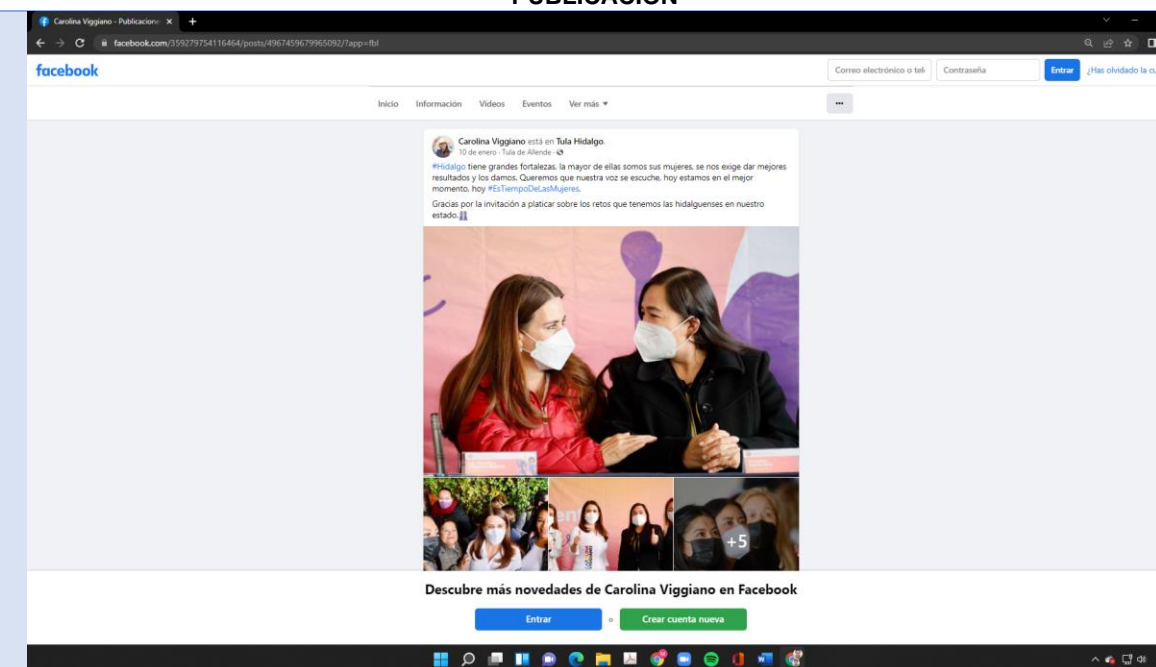 PUBLICACIÓN
Carolina Viggiano - Publicacione
facebook.com/359279754116464/posts/4967459679965092/?app=fbl
facebook
Correo electrónico o tel
Contraseña
Entrar
¿Has olvidado la cu
Inicio Información Videos Eventos Ver más
Carolina Viggiano está en Tula Hidalgo.
10 de enero · Tula de Allende ·
#Hidalgo tiene grandes fortalezas, la mayor de ellas somos sus mujeres, se nos exige dar mejores
resultados y los damos. Queremos que nuestra voz se escuche, hoy estamos en el mejor
momento, hoy #EsTiempoDeLasMujeres.
Gracias por la invitación a platicar sobre los retos que tenemos las hidalguenses en nuestro
estado.
+5
Descubre más novedades de Carolina Viggiano en Facebook
Entrar o Crear cuenta nueva